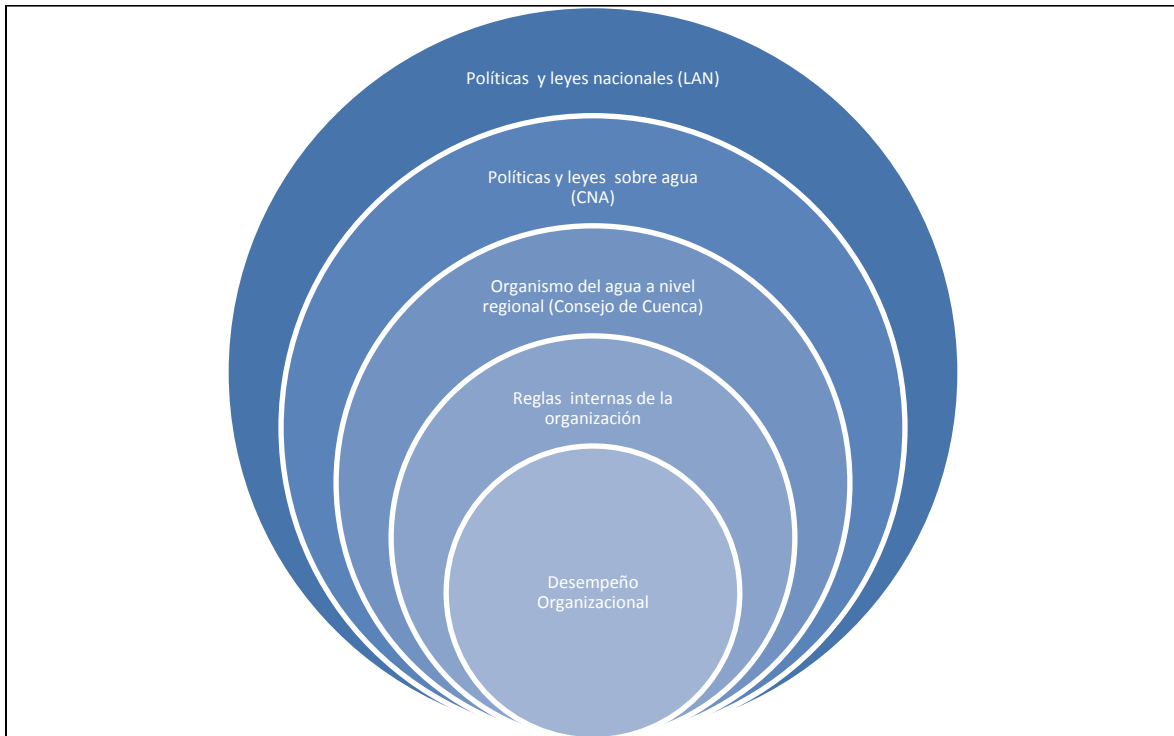 Políticas y leyes nacionales (LAN)
Políticas y leyes sobre agua
(CNA)
Organismo del agua a nivel
regional (Consejo de Cuenca)
Reglas internas de la
organización
Desempeño
Organizacional